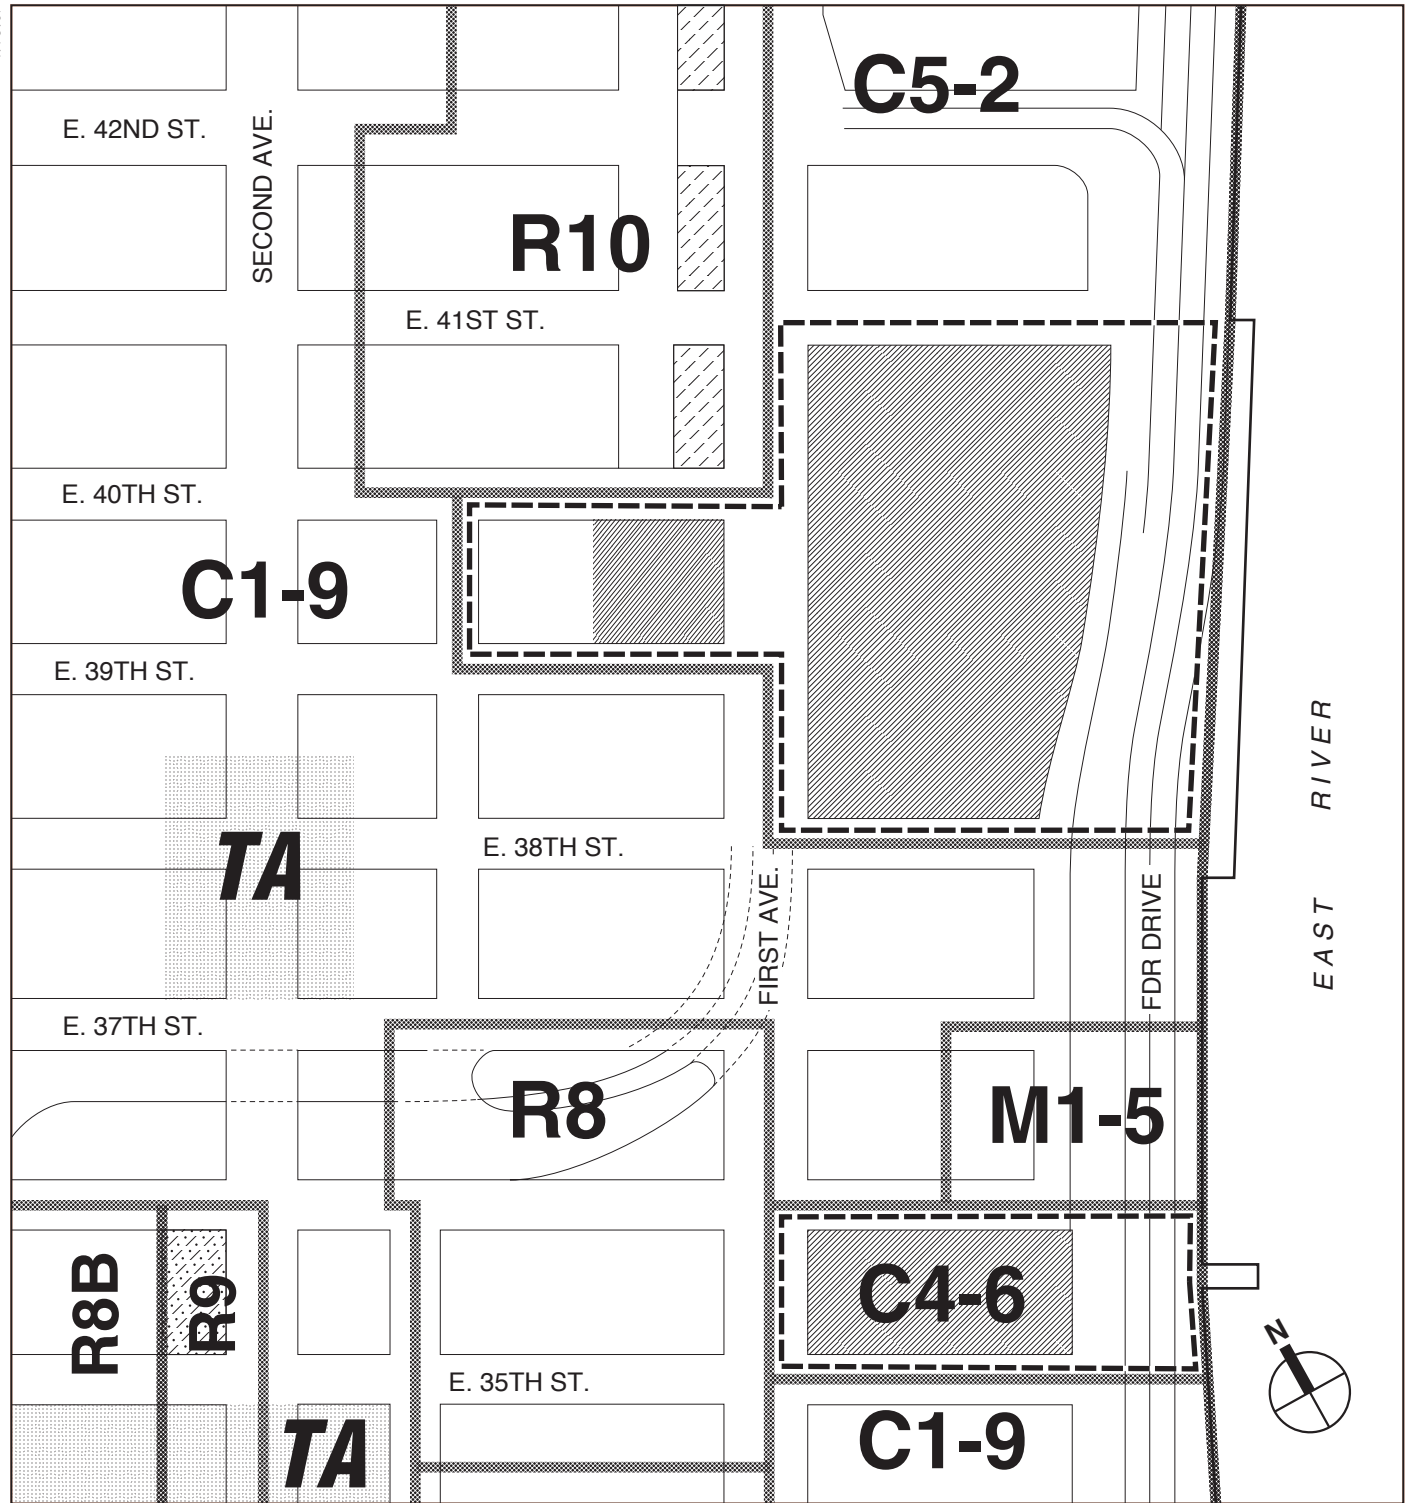 C5-2
E. 42ND ST.
SECOND AVE.
R10
E. 41ST ST.
E. 40TH ST.
C1-9
E. 39TH ST.
EAST RIVER
TA
E. 38TH ST.
FIRST AVE.
FDR DRIVE
E. 37TH ST.
R8
M1-5
R8B
R9
C4-6
N
E. 35TH ST.
TA
C1-9